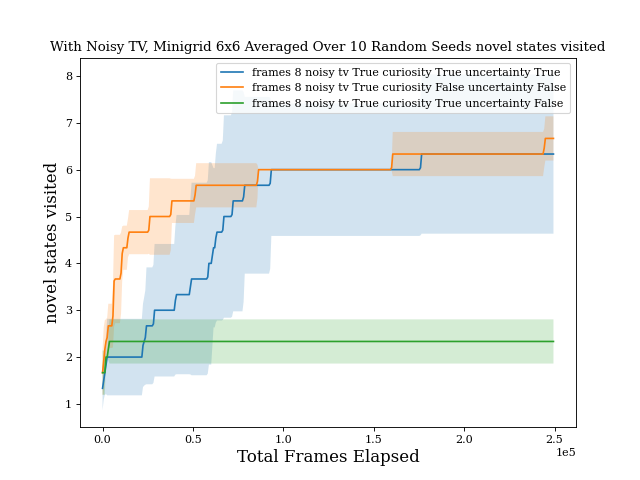 With Noisy TV, Minigrid 6x6 Averaged Over 10 Random Seeds novel states visited
frames 8 noisy tv True curiosity True uncertainty True
frames 8 noisy tv True curiosity False uncertainty False
frames 8 noisy tv True curiosity True uncertainty False
novel states visited
8
7
6
5
4
3
2
1
0.0 0.5 1.0 1.5 2.0 2.5
1e5
Total Frames Elapsed